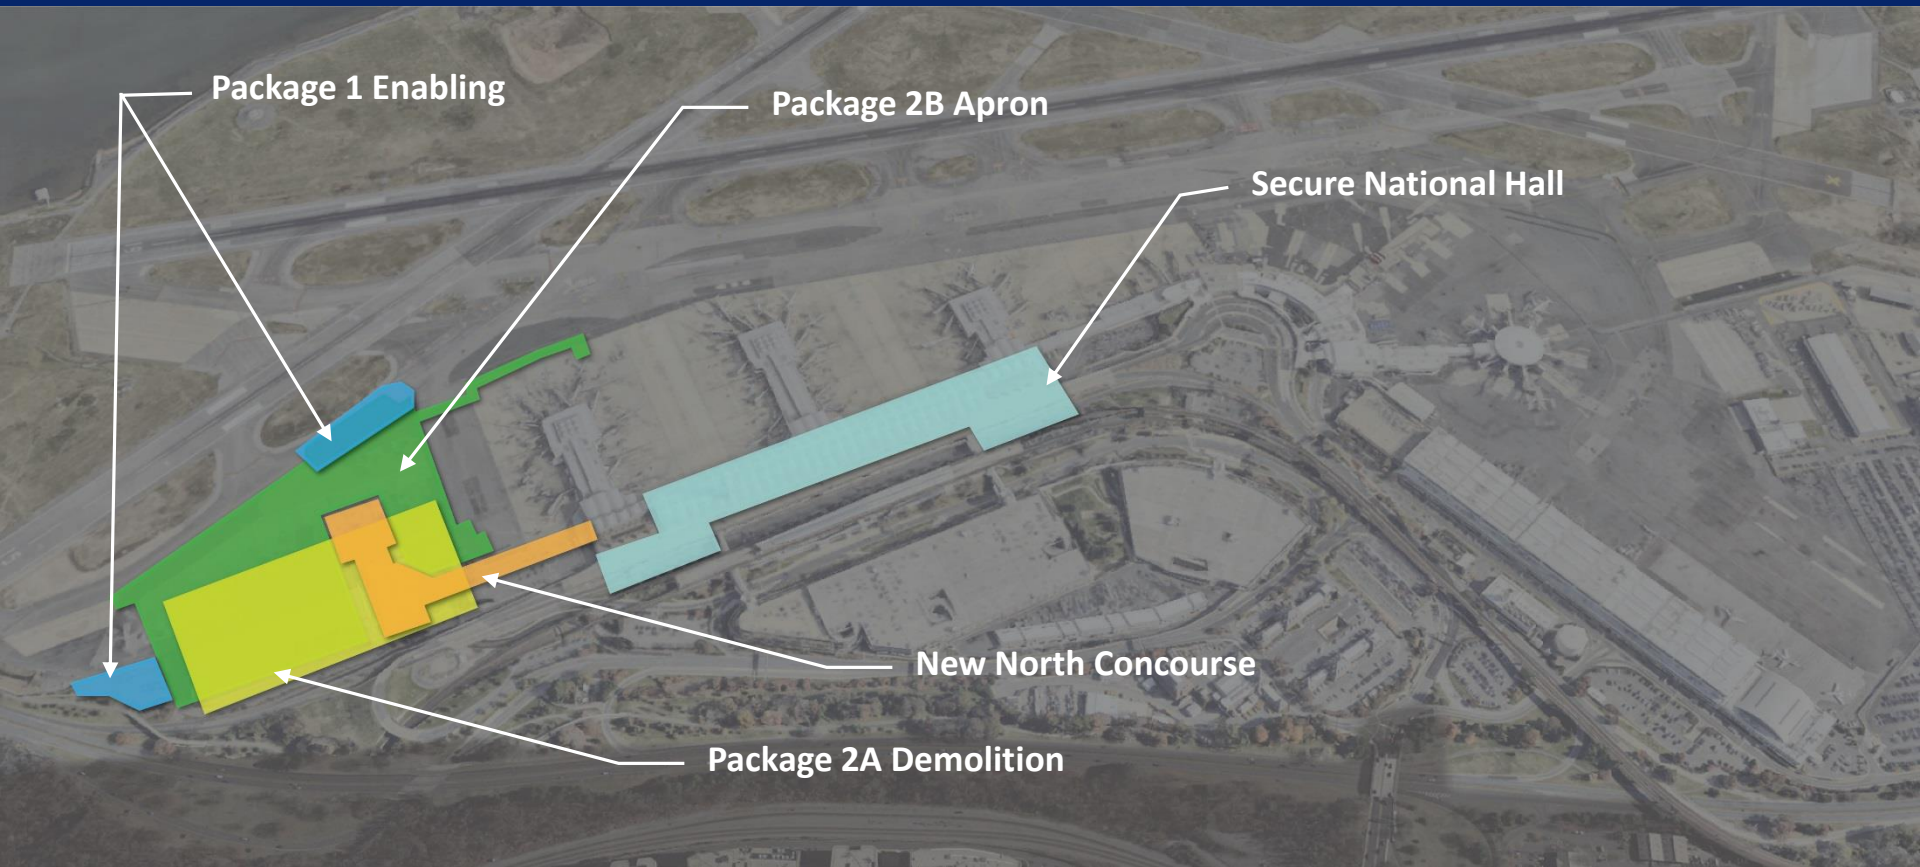 Package 1 Enabling
Package 2B Apron
Secure National Hall
New North Concourse
Package 2A Demolition